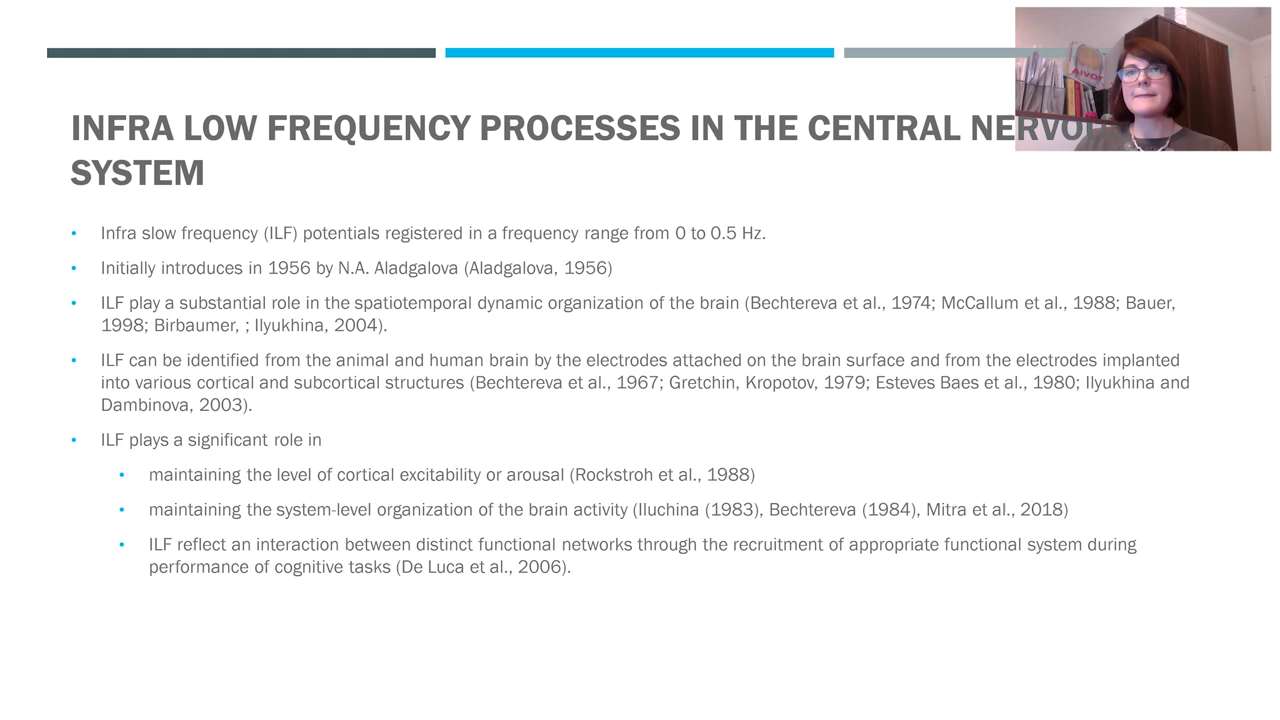 AIVOT
INFRA LOW FREQUENCY PROCESSES IN THE CENTRAL
SYSTEM
• Infra slow frequency (ILF) potentials registered in a frequency range from 0 to 0.5 Hz.
• Initially introduces in 1956 by N.A. Aladgalova (Aladgalova, 1956)
• ILF play a substantial role in the spatiotemporal dynamic organization of the brain (Bechtereva et al., 1974; McCallum et al., 1988; Bauer,
1998; Birbaumer, ; Ilyukhina, 2004).
• ILF can be identified from the animal and human brain by the electrodes attached on the brain surface and from the electrodes implanted
into various cortical and subcortical structures (Bechtereva et al., 1967; Gretchin, Kropotov, 1979; Esteves Baes et al., 1980; Ilyukhina and
Dambinova, 2003).
• ILF plays a significant role in
• maintaining the level of cortical excitability or arousal (Rockstroh et al., 1988)
• maintaining the system-level organization of the brain activity (Iluchina (1983), Bechtereva (1984), Mitra et al., 2018)
• ILF reflect an interaction between distinct functional networks through the recruitment of appropriate functional system during
performance of cognitive tasks (De Luca et al., 2006).